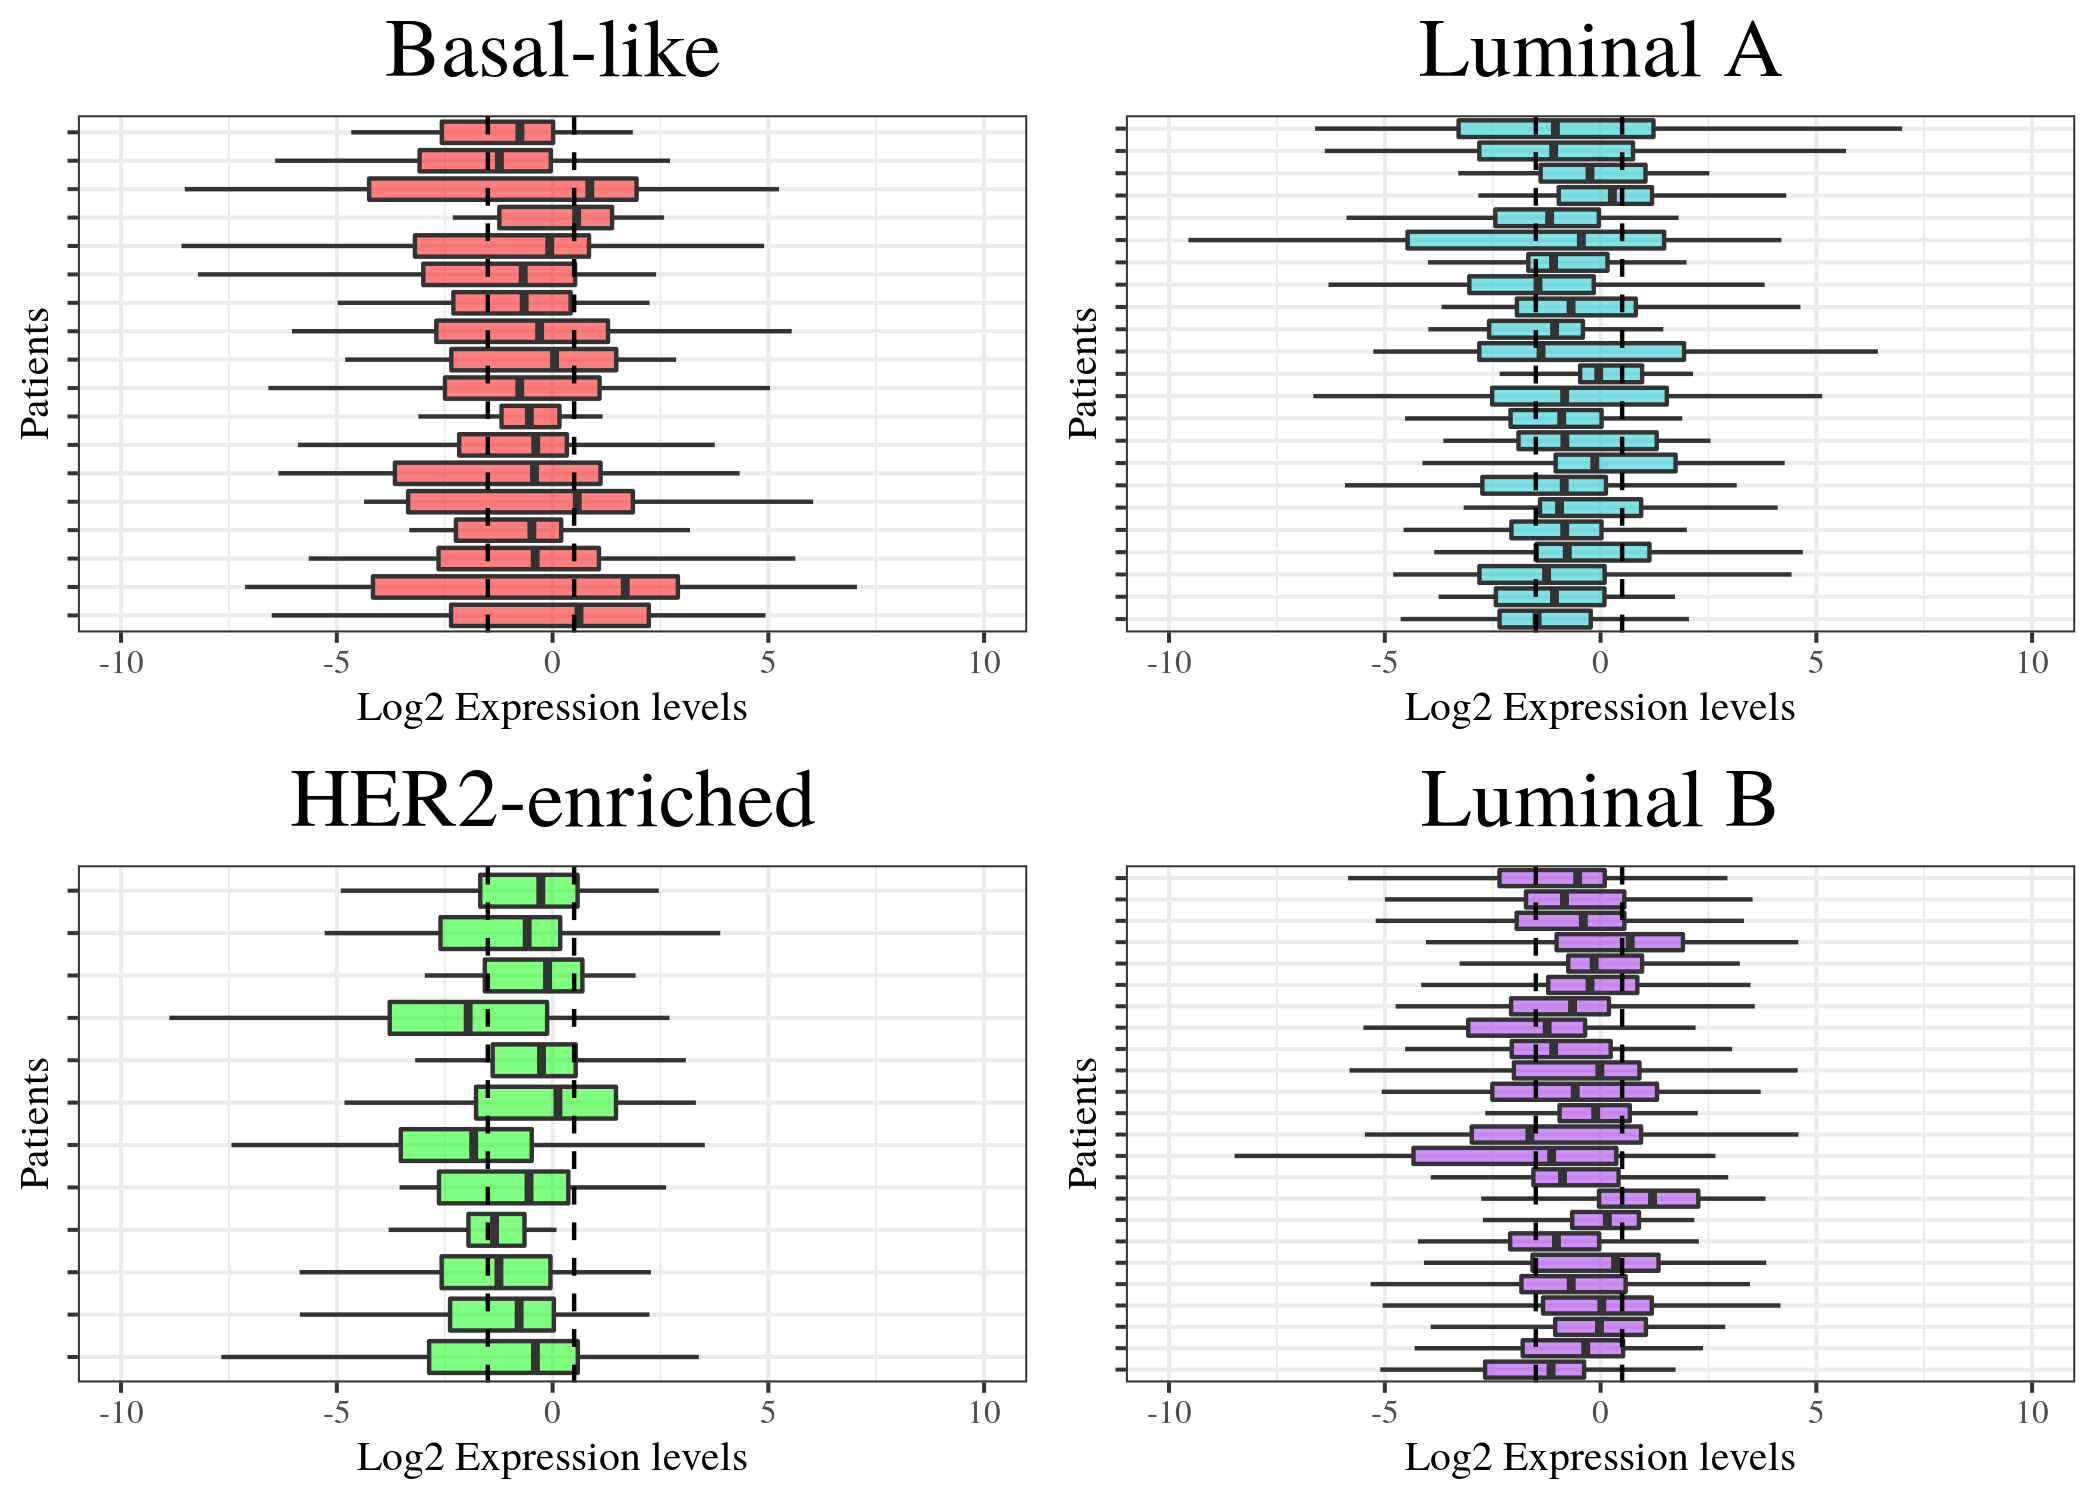 Basal-like
Patients
-10 -5 0 5 10
Log2 Expression levels
Luminal A
Patients
-10 -5 0 5 10
Log2 Expression levels
HER2-enriched
Patients
-10 -5 0 5 10
Log2 Expression levels
Luminal B
Patients
-10 -5 0 5 10
Log2 Expression levels